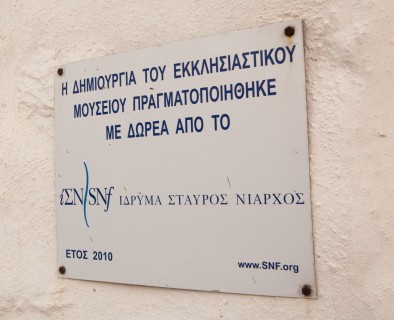 Η ΔΗΜΙΟΥΡΓΙΑ ΤΟΥ ΕΚΚΛΗΣΙΑΣΤΙΚΟΥ
ΜΟΥΣΕΙΟΥ ΠΡΑΓΜΑΤΟΠΟΙΗΘΗΚΕ
ΜΕ ΔΩΡΕΑ ΑΠΟ ΤΟ
ιΣΝ SNf ΙΔΡΥΜΑ ΣΤΑΥΡΟΣ ΝΙΑΡΧΟΣ
ΕΤΟΣ 2010
www.SNF.org